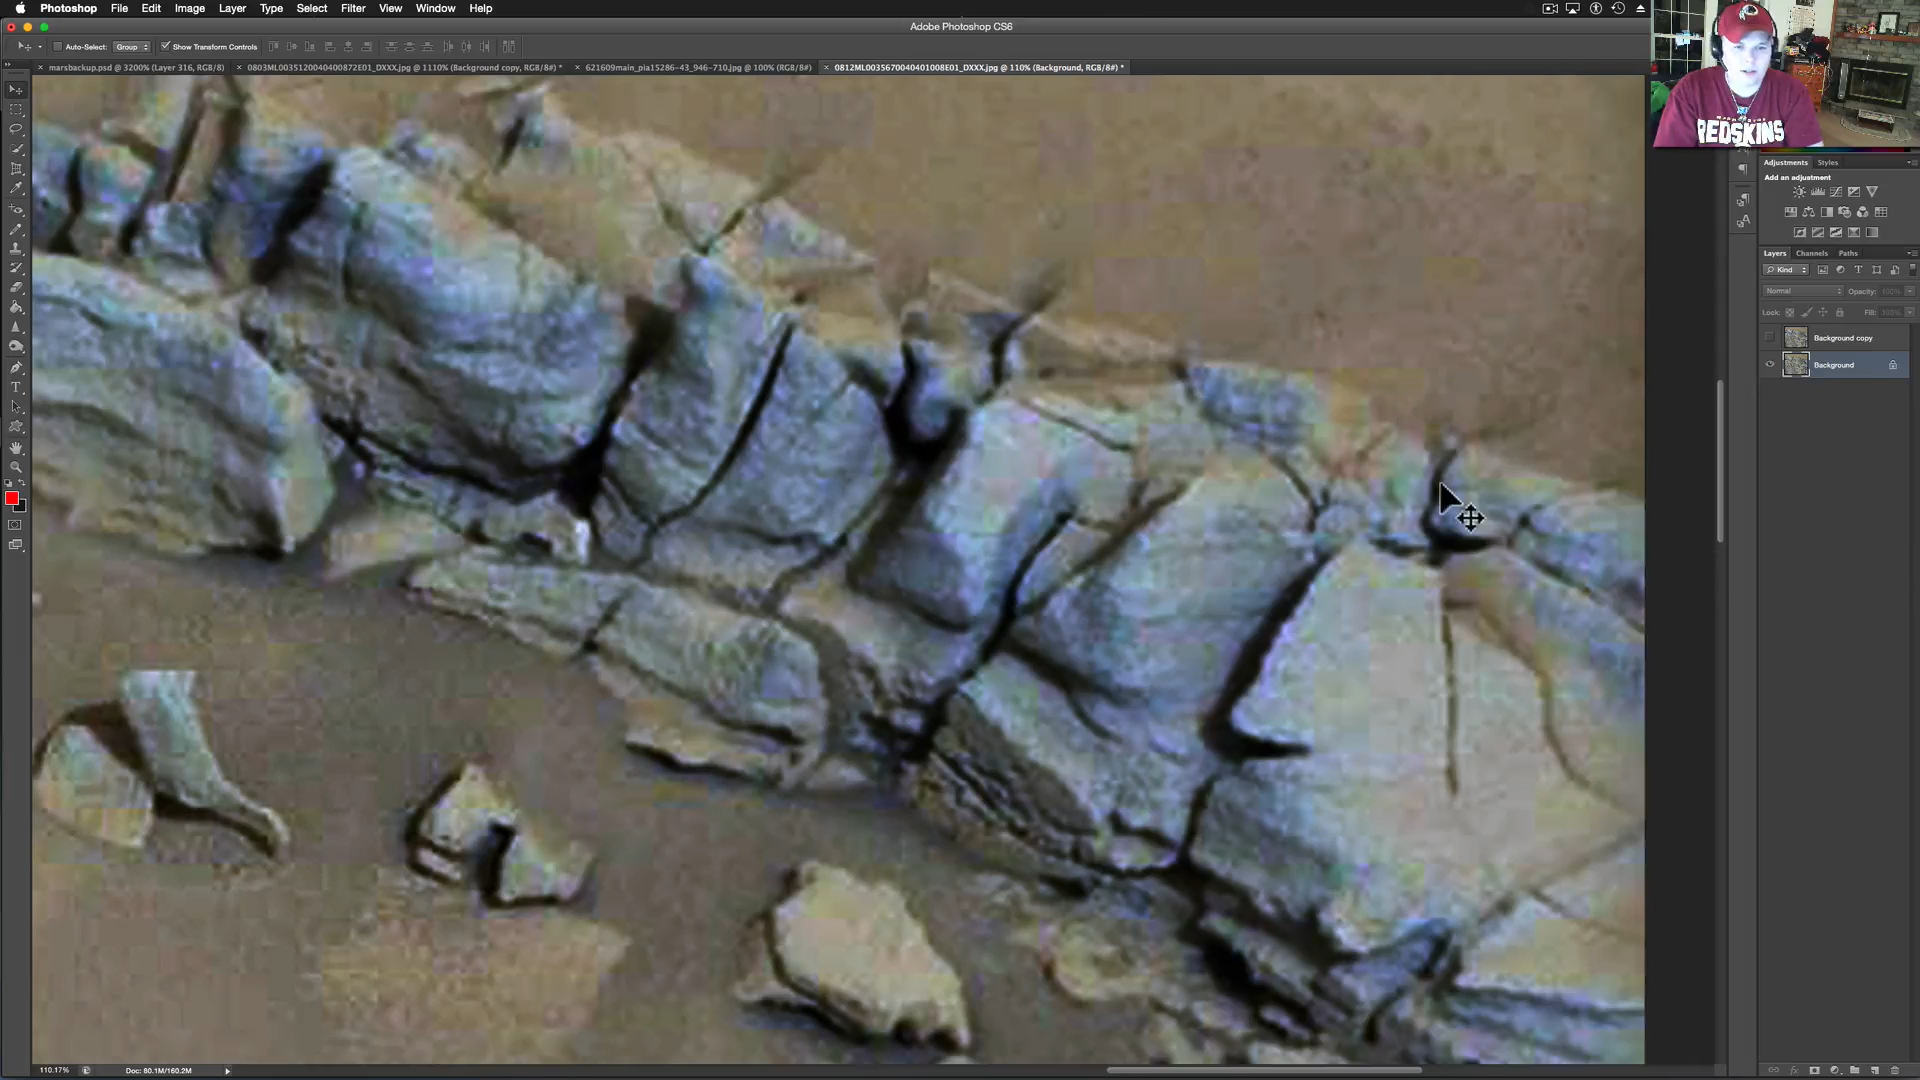 Photoshop File Edit Image Layer Type Select Filter View Window Help
Adobe Photoshop CS6
Auto-Select: Group Show Transform Controls
marsbackup.psd @ 3200% (Layer 316, RGB/8) 0803ML0035120040400872E01_DXXX.jpg @ 1110% (Background copy, RGB/8#) * 621609main_pia15286-43_946-710.jpg @ 100% (RGB/8#) 0812ML0035670040401008E01_DXXX.jpg @ 110% (Background, RGB/8#) *
REDSKINS
Adjustments Styles
Add an adjustment
Layers Channels Paths
Kind
Normal Opacity: 100%
Lock: Fill: 100%
Background copy
Background
110.17% Doc: 80.1M/160.2M